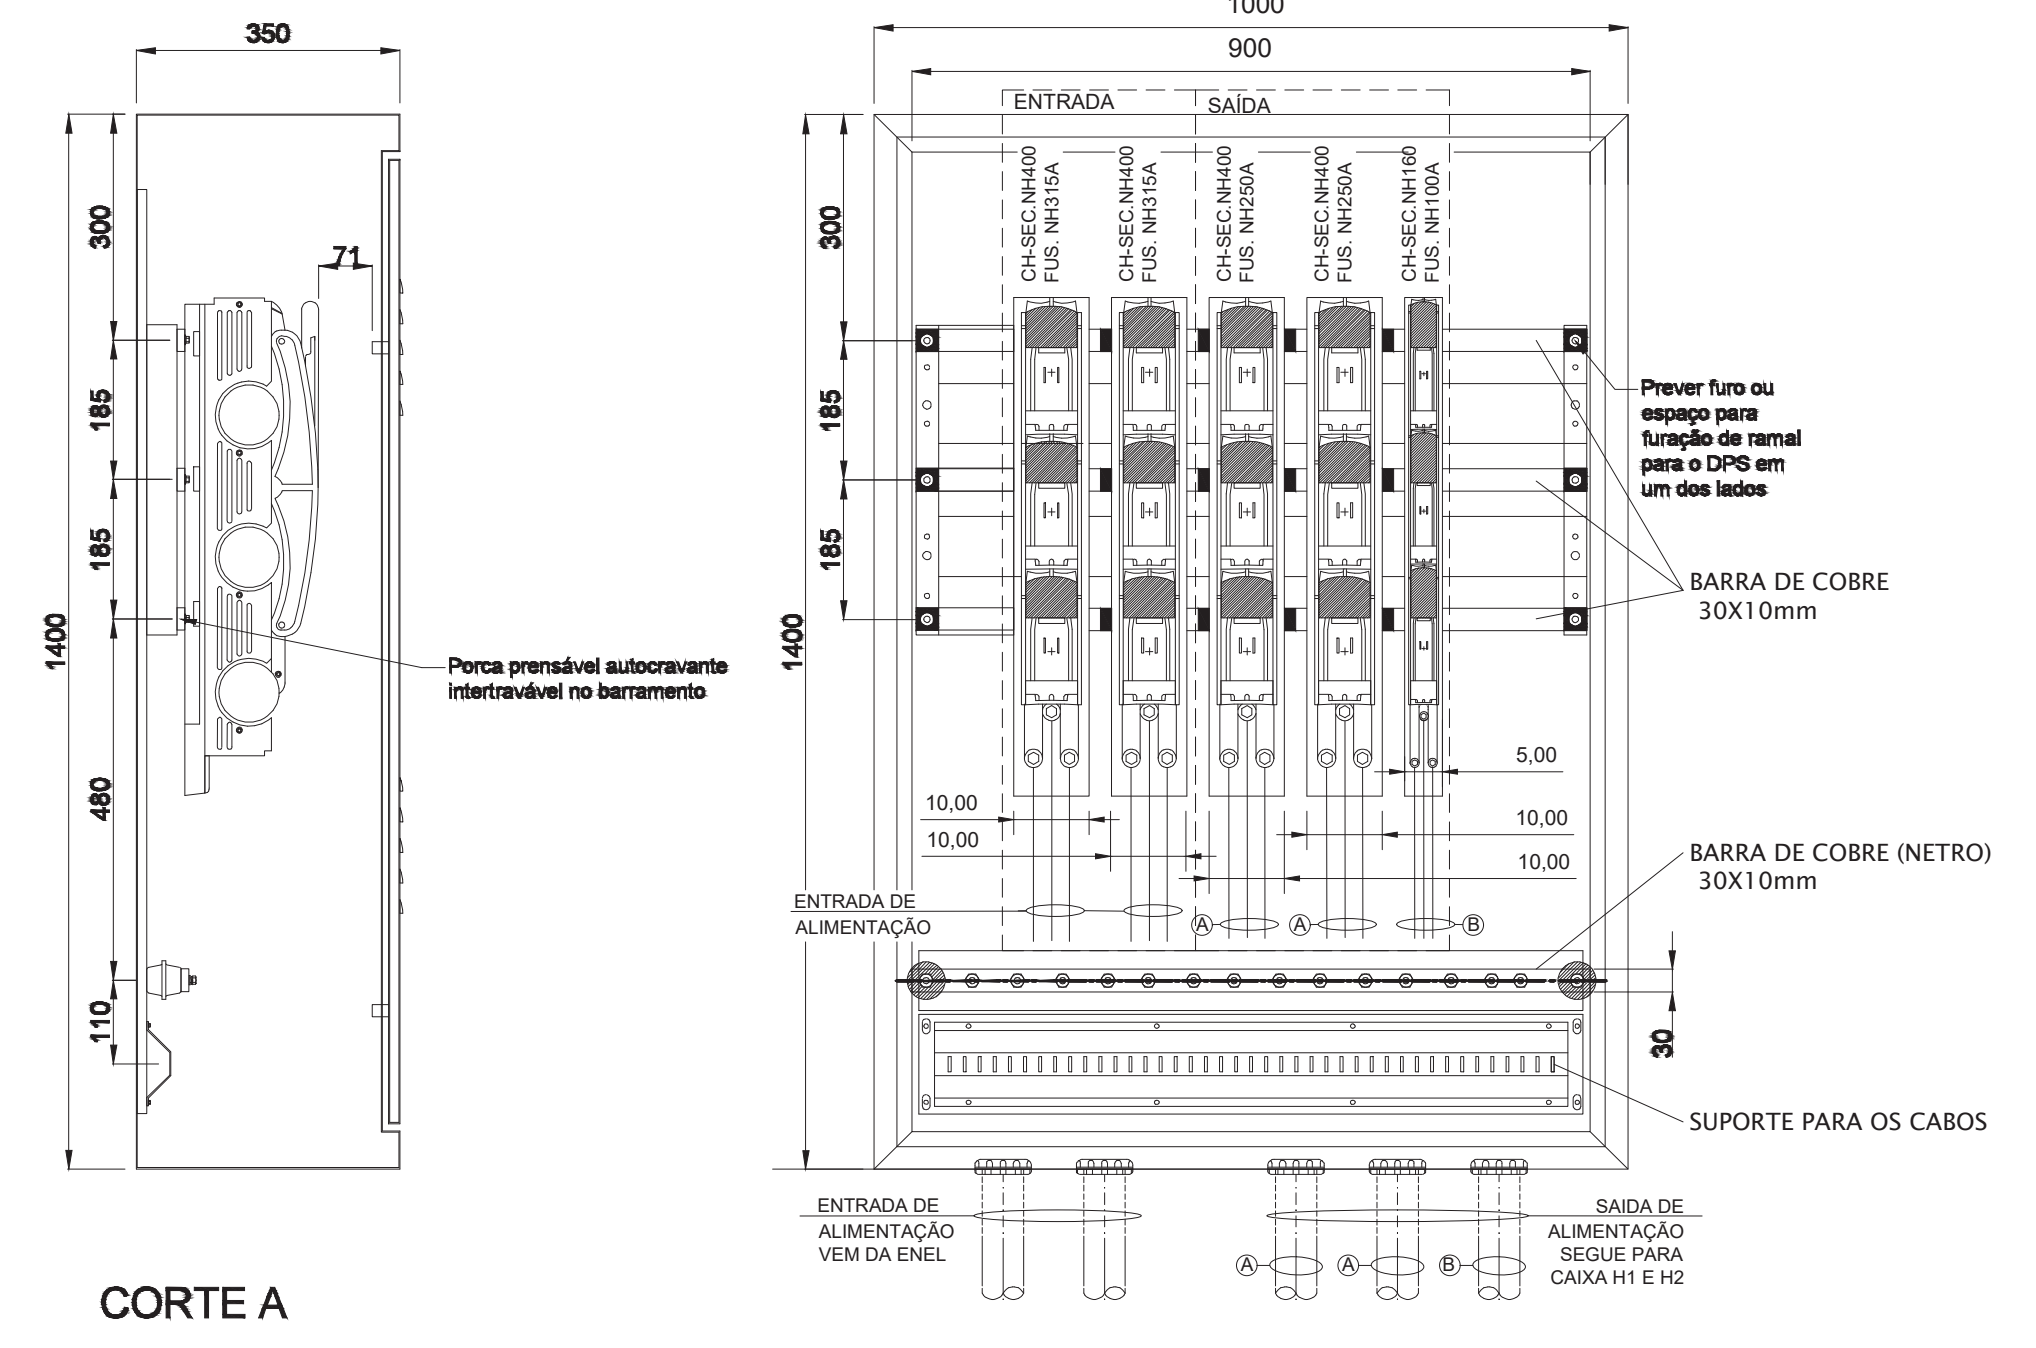 350
1400
300
185
185
480
110
71
Porca prensável autocravante
intertravável no barramento
CORTE A
1000
900
ENTRADA
SAÍDA
1400
300
185
185
CH-SEC.NH400
FUS. NH315A
CH-SEC.NH400
FUS. NH315A
CH-SEC.NH400
FUS. NH250A
CH-SEC.NH400
FUS. NH250A
CH-SEC.NH160
FUS. NH100A
Prever furo ou
espaço para
furação de ramal
para o DPS em
um dos lados
BARRA DE COBRE
30X10mm
5,00
10,00
10,00
10,00
10,00
BARRA DE COBRE (NETRO)
30X10mm
ENTRADA DE
ALIMENTAÇÃO
A
A
B
30
SUPORTE PARA OS CABOS
ENTRADA DE
ALIMENTAÇÃO
VEM DA ENEL
SAIDA DE
ALIMENTAÇÃO
SEGUE PARA
CAIXA H1 E H2
A
A
B